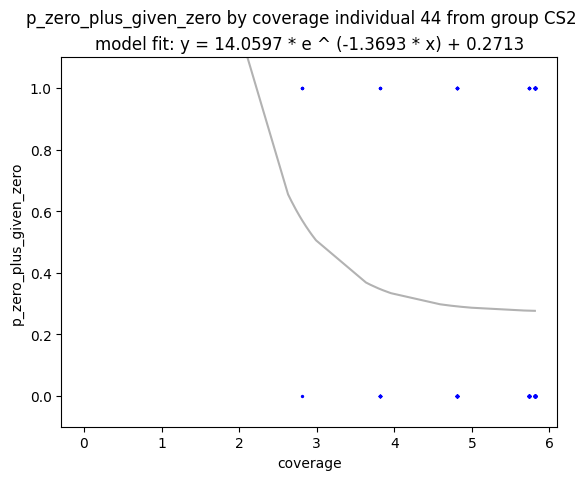 p_zero_plus_given_zero by coverage individual 44 from group CS2
model fit: y = 14.0597 * e ^ (-1.3693 * x) + 0.2713
1.0
0.8
0.6
0.4
0.2
0.0
p_zero_plus_given_zero
0 1 2 3 4 5 6
coverage